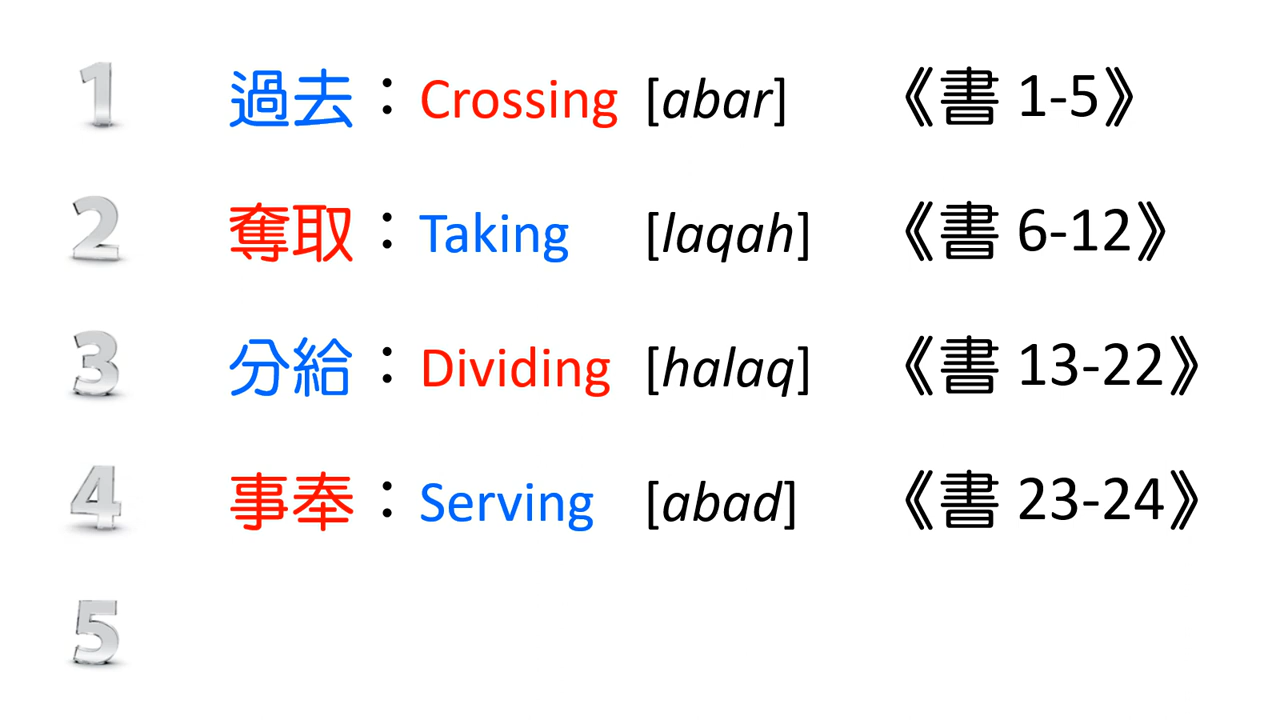 1 過去：Crossing [abar] 《書 1-5》
2 奪取：Taking [laqah] 《書 6-12》
3 分給：Dividing [halaq] 《書 13-22》
4 事奉：Serving [abad] 《書 23-24》
5